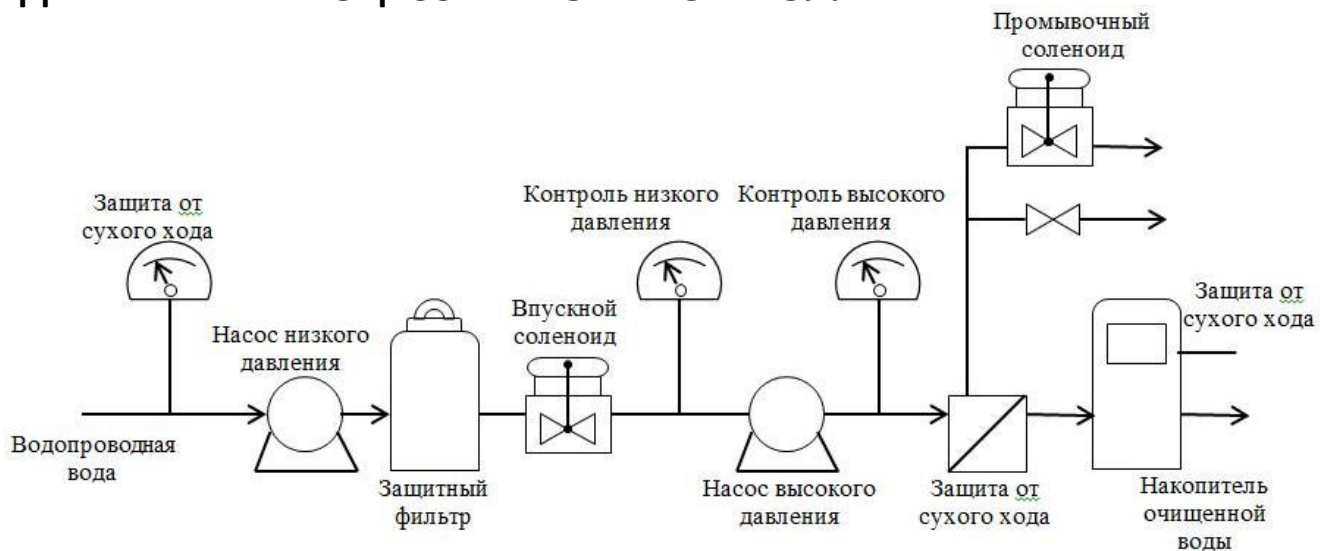 Промывочный
соленоид
Защита от
сухого хода
Контроль низкого
давления
Контроль высокого
давления
Насос низкого
давления
Впускной
соленоид
Защита от
сухого хода
Водопроводная
вода
Защитный
фильтр
Насос высокого
давления
Защита от
сухого хода
Накопитель
очищенной
воды